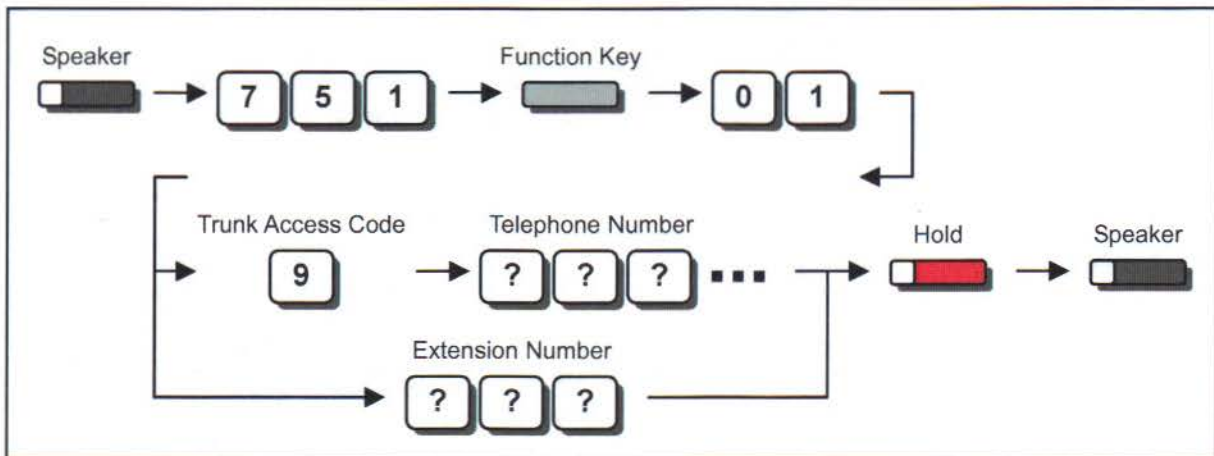 Speaker
Function Key
7 5 1
0 1
Trunk Access Code
Telephone Number
Hold
Speaker
9
? ? ? ...
Extension Number
? ? ?